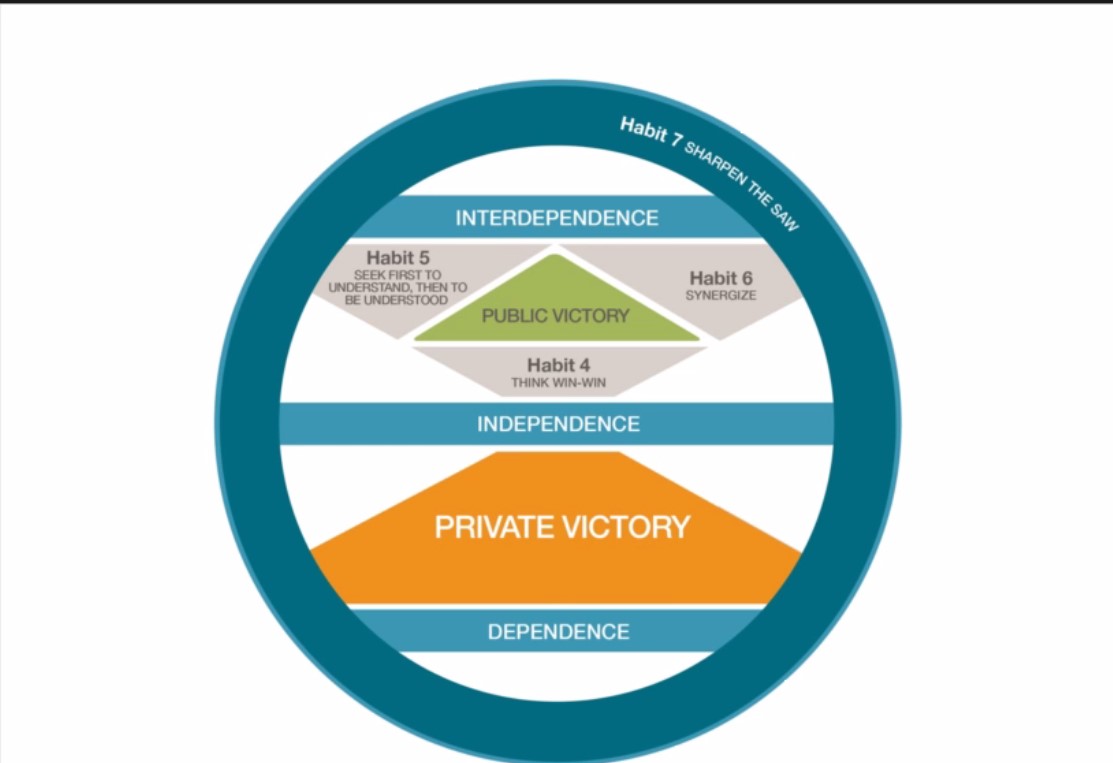 Habit 7 SHARPEN THE SAW
INTERDEPENDENCE
Habit 5
SEEK FIRST TO
UNDERSTAND, THEN TO
BE UNDERSTOOD
Habit 6
SYNERGIZE
PUBLIC VICTORY
Habit 4
THINK WIN-WIN
INDEPENDENCE
PRIVATE VICTORY
DEPENDENCE